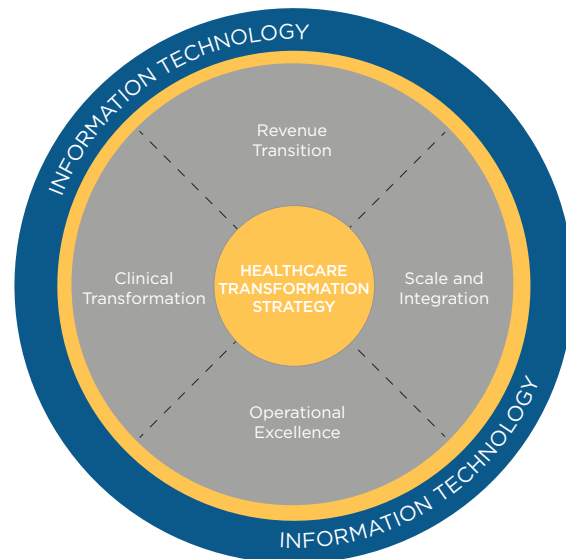 INFORMATION TECHNOLOGY
Revenue
Transition
Clinical
Transformation
HEALTHCARE
TRANSFORMATION
STRATEGY
Scale and
Integration
Operational
Excellence
INFORMATION TECHNOLOGY